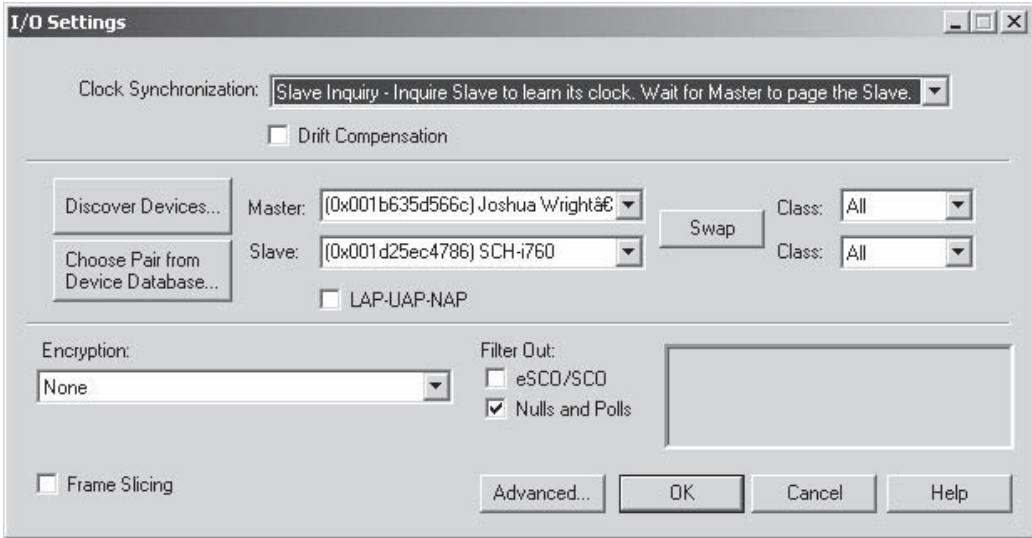 I/O Settings
Clock Synchronization: Slave Inquiry - Inquire Slave to learn its clock. Wait for Master to page the Slave.
Drift Compensation
Discover Devices...
Master: (0x001b635d566c) Joshua Wrightâ€
Class: All
Swap
Choose Pair from
Device Database...
Slave: (0x001d25ec4786) SCH-i760
Class: All
LAP-UAP-NAP
Encryption:
None
Filter Out:
eSCO/SCO
Nulls and Polls
Frame Slicing
Advanced...
OK
Cancel
Help